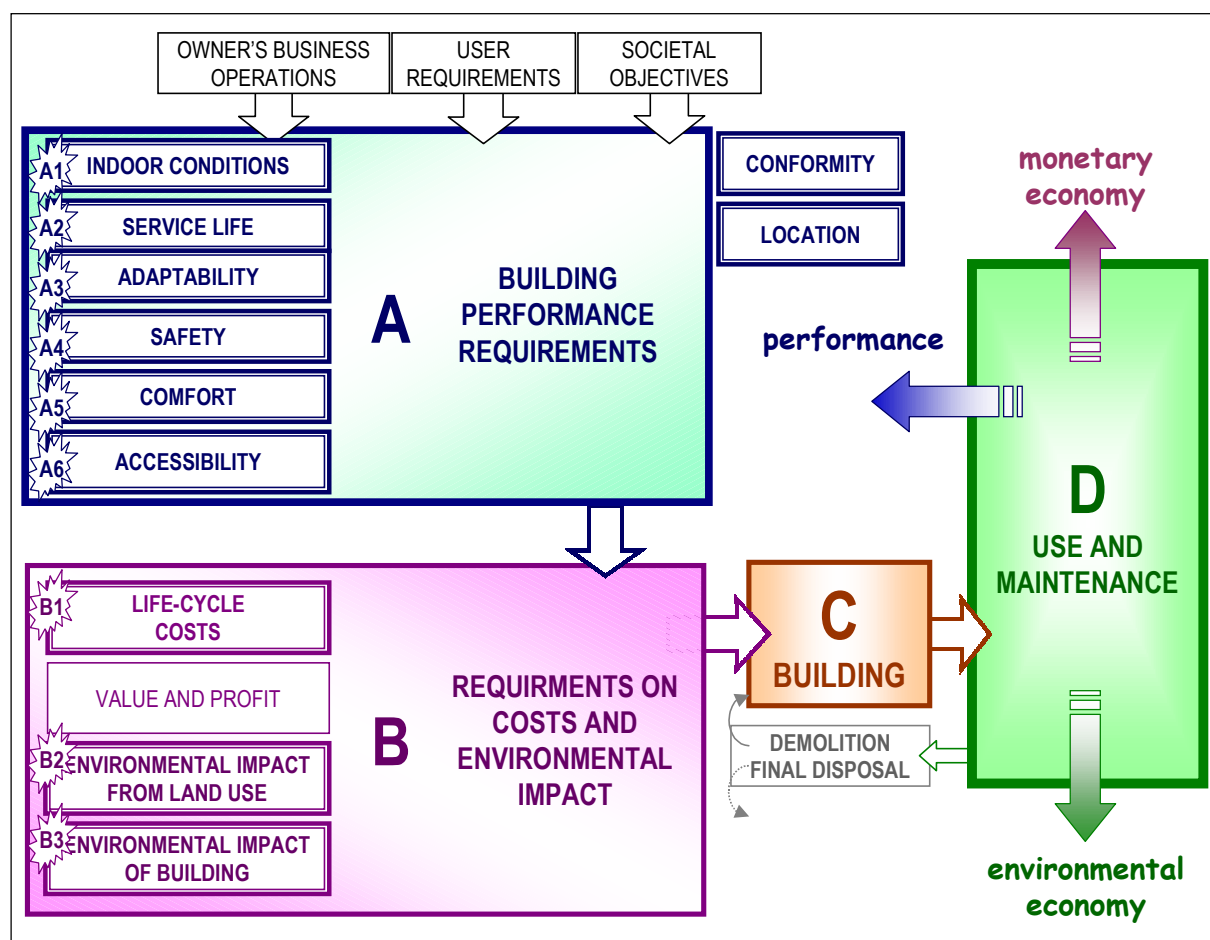 OWNER'S BUSINESS
OPERATIONS
USER
REQUIREMENTS
SOCIETAL
OBJECTIVES
A1
INDOOR CONDITIONS
A2
SERVICE LIFE
A3
ADAPTABILITY
A4
SAFETY
A5
COMFORT
A6
ACCESSIBILITY
A
BUILDING
PERFORMANCE
REQUIREMENTS
CONFORMITY
LOCATION
monetary
economy
performance
D
USE AND
MAINTENANCE
environmental
economy
B1
LIFE-CYCLE
COSTS
VALUE AND PROFIT
B2
ENVIRONMENTAL IMPACT
FROM LAND USE
B3
ENVIRONMENTAL IMPACT
OF BUILDING
B
REQUIRMENTS ON
COSTS AND
ENVIRONMENTAL
IMPACT
C
BUILDING
DEMOLITION
FINAL DISPOSAL